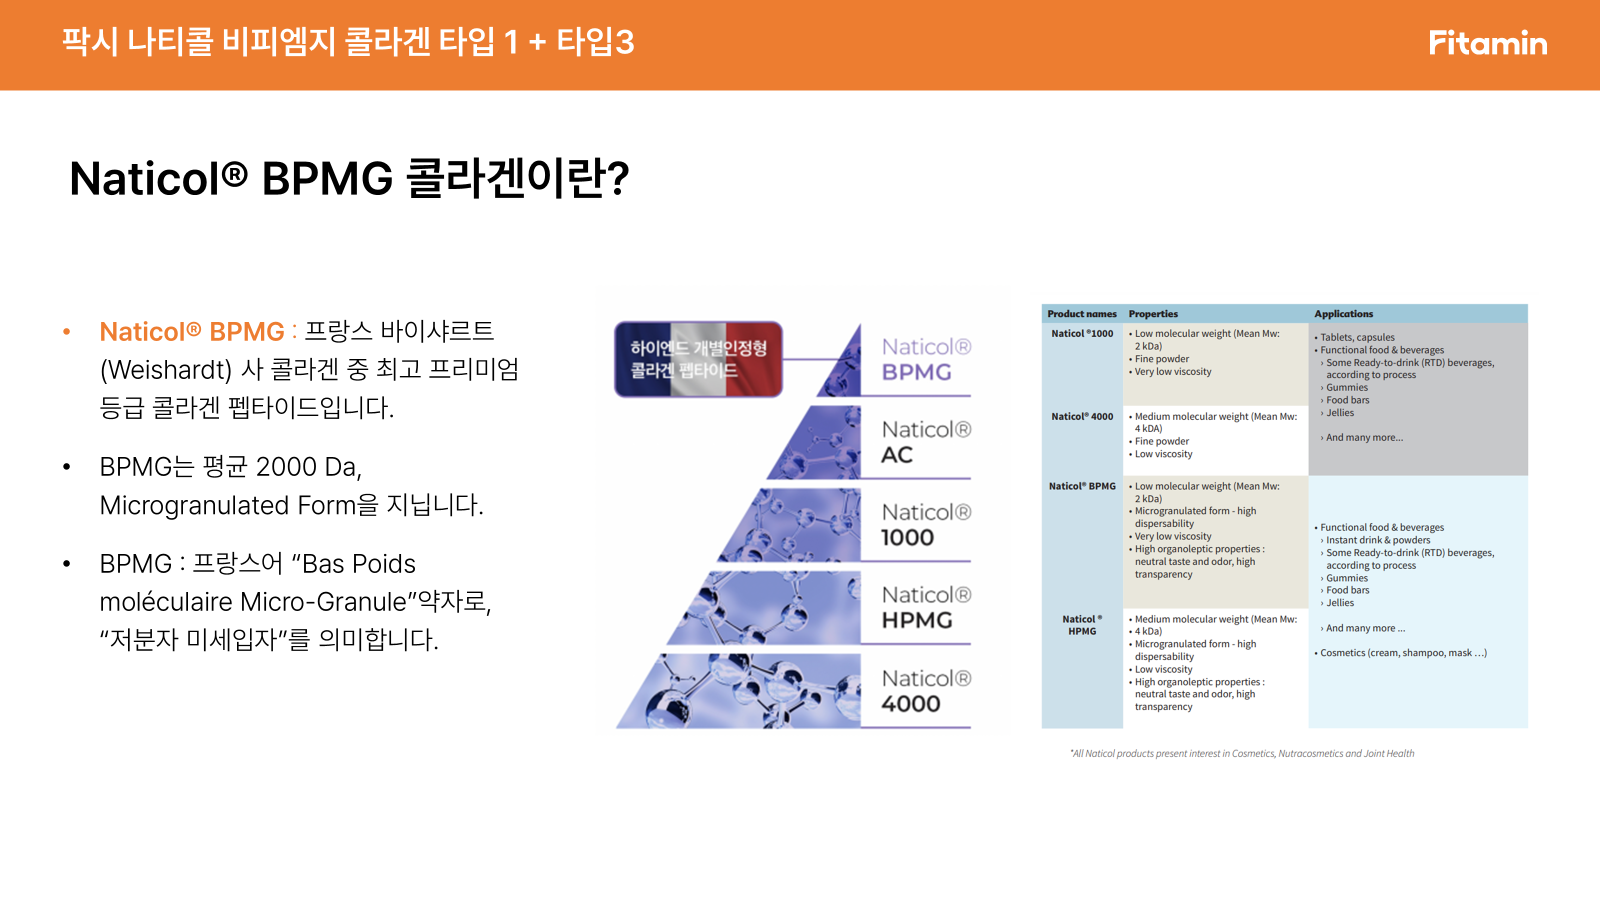 팍시 나티콜 비피엠지 콜라겐 타입 1 + 타입3
Fitamin
Naticol® BPMG 콜라겐이란?
• Naticol® BPMG : 프랑스 바이샤르트
(Weishardt) 사 콜라겐 중 최고 프리미엄
등급 콜라겐 펩타이드입니다.
• BPMG는 평균 2000 Da,
Microgranulated Form을 지닙니다.
• BPMG : 프랑스어 “Bas Poids
moléculaire Micro-Granule”약자로,
“저분자 미세입자”를 의미합니다.
하이엔드 개별인정형
콜라겐 펩타이드
Naticol®
BPMG
Naticol®
AC
Naticol®
1000
Naticol®
HPMG
Naticol®
4000
Product names Properties Applications
Naticol ®1000
• Low molecular weight (Mean Mw:
2 kDa)
• Fine powder
• Very low viscosity
• Tablets, capsules
• Functional food & beverages
› Some Ready-to-drink (RTD) beverages,
according to process
› Gummies
› Food bars
› Jellies
› And many more...
Naticol® 4000
• Medium molecular weight (Mean Mw:
4 kDA)
• Fine powder
• Low viscosity
Naticol® BPMG
• Low molecular weight (Mean Mw:
2 kDa)
• Microgranulated form - high
dispersability
• Very low viscosity
• High organoleptic properties :
neutral taste and odor, high
transparency
• Functional food & beverages
› Instant drink & powders
› Some Ready-to-drink (RTD) beverages,
according to process
› Gummies
› Food bars
› Jellies
› And many more ...
• Cosmetics (cream, shampoo, mask …)
Naticol ®
HPMG
• Medium molecular weight (Mean Mw:
• 4 kDa)
• Microgranulated form - high
dispersability
• Low viscosity
• High organoleptic properties :
neutral taste and odor, high
transparency
*All Naticol products present interest in Cosmetics, Nutracosmetics and Joint Health